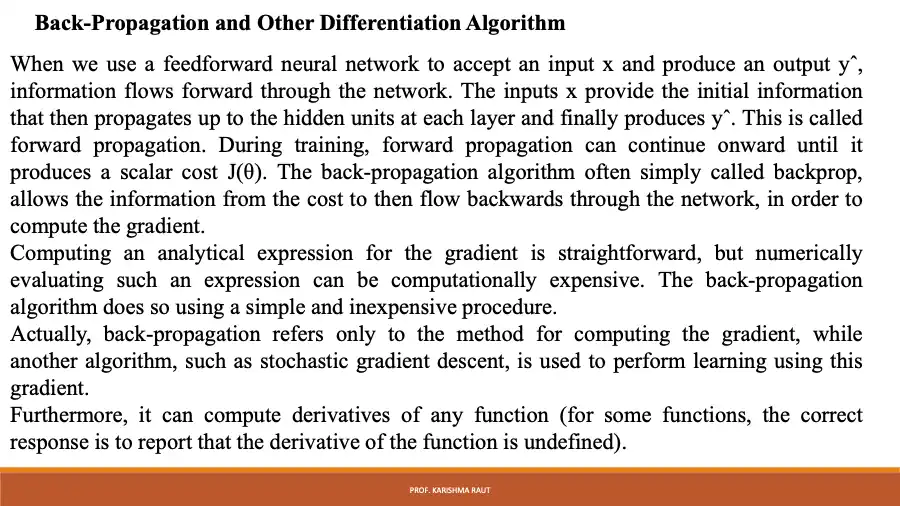 Back-Propagation and Other Differentiation Algorithm
When we use a feedforward neural network to accept an input x and produce an output yˆ,
information flows forward through the network. The inputs x provide the initial information
that then propagates up to the hidden units at each layer and finally produces yˆ. This is called
forward propagation. During training, forward propagation can continue onward until it
produces a scalar cost J(θ). The back-propagation algorithm often simply called backprop,
allows the information from the cost to then flow backwards through the network, in order to
compute the gradient.
Computing an analytical expression for the gradient is straightforward, but numerically
evaluating such an expression can be computationally expensive. The back-propagation
algorithm does so using a simple and inexpensive procedure.
Actually, back-propagation refers only to the method for computing the gradient, while
another algorithm, such as stochastic gradient descent, is used to perform learning using this
gradient.
Furthermore, it can compute derivatives of any function (for some functions, the correct
response is to report that the derivative of the function is undefined).
PROF. KARISHMA RAUT